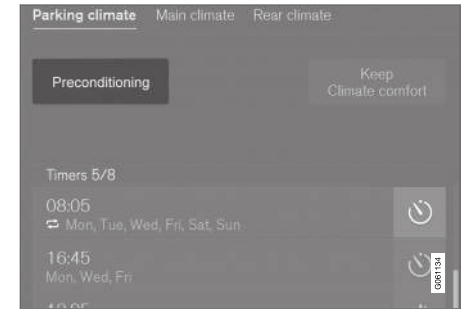 Parking climate Main climate Rear climate
Preconditioning
Keep
Climate comfort
Timers 5/8
08:05
Mon, Tue, Wed, Fri, Sat, Sun
16:45
Mon, Wed, Fri
G061134